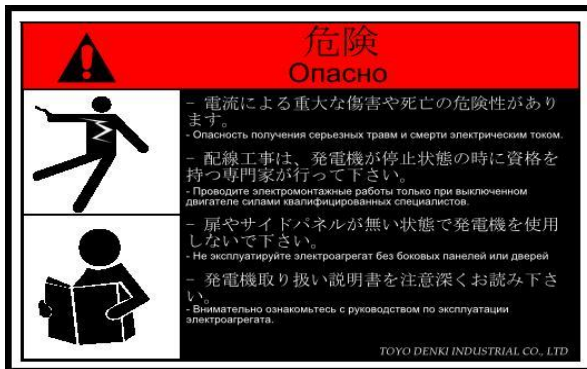 危険
Опасно
- 電流による重大な傷害や死亡の危険性があり
ます。
- Опасность получения серьезных травм и смерти электрическим током.
- 配線工事は、発電機が停止状態の時に資格を
持つ専門家が行って下さい。
- Проводите электромонтажные работы только при выключенном
двигателе силами квалифицированных специалистов.
- 扉やサイドパネルが無い状態で発電機を使用
しないで下さい。
- Не эксплуатируйте электроагрегат без боковых панелей или дверей
- 発電機取り扱い説明書を注意深くお読み下さ
い。
- Внимательно ознакомьтесь с руководством по эксплуатации
электроагрегата.
TOYO DENKI INDUSTRIAL CO., LTD